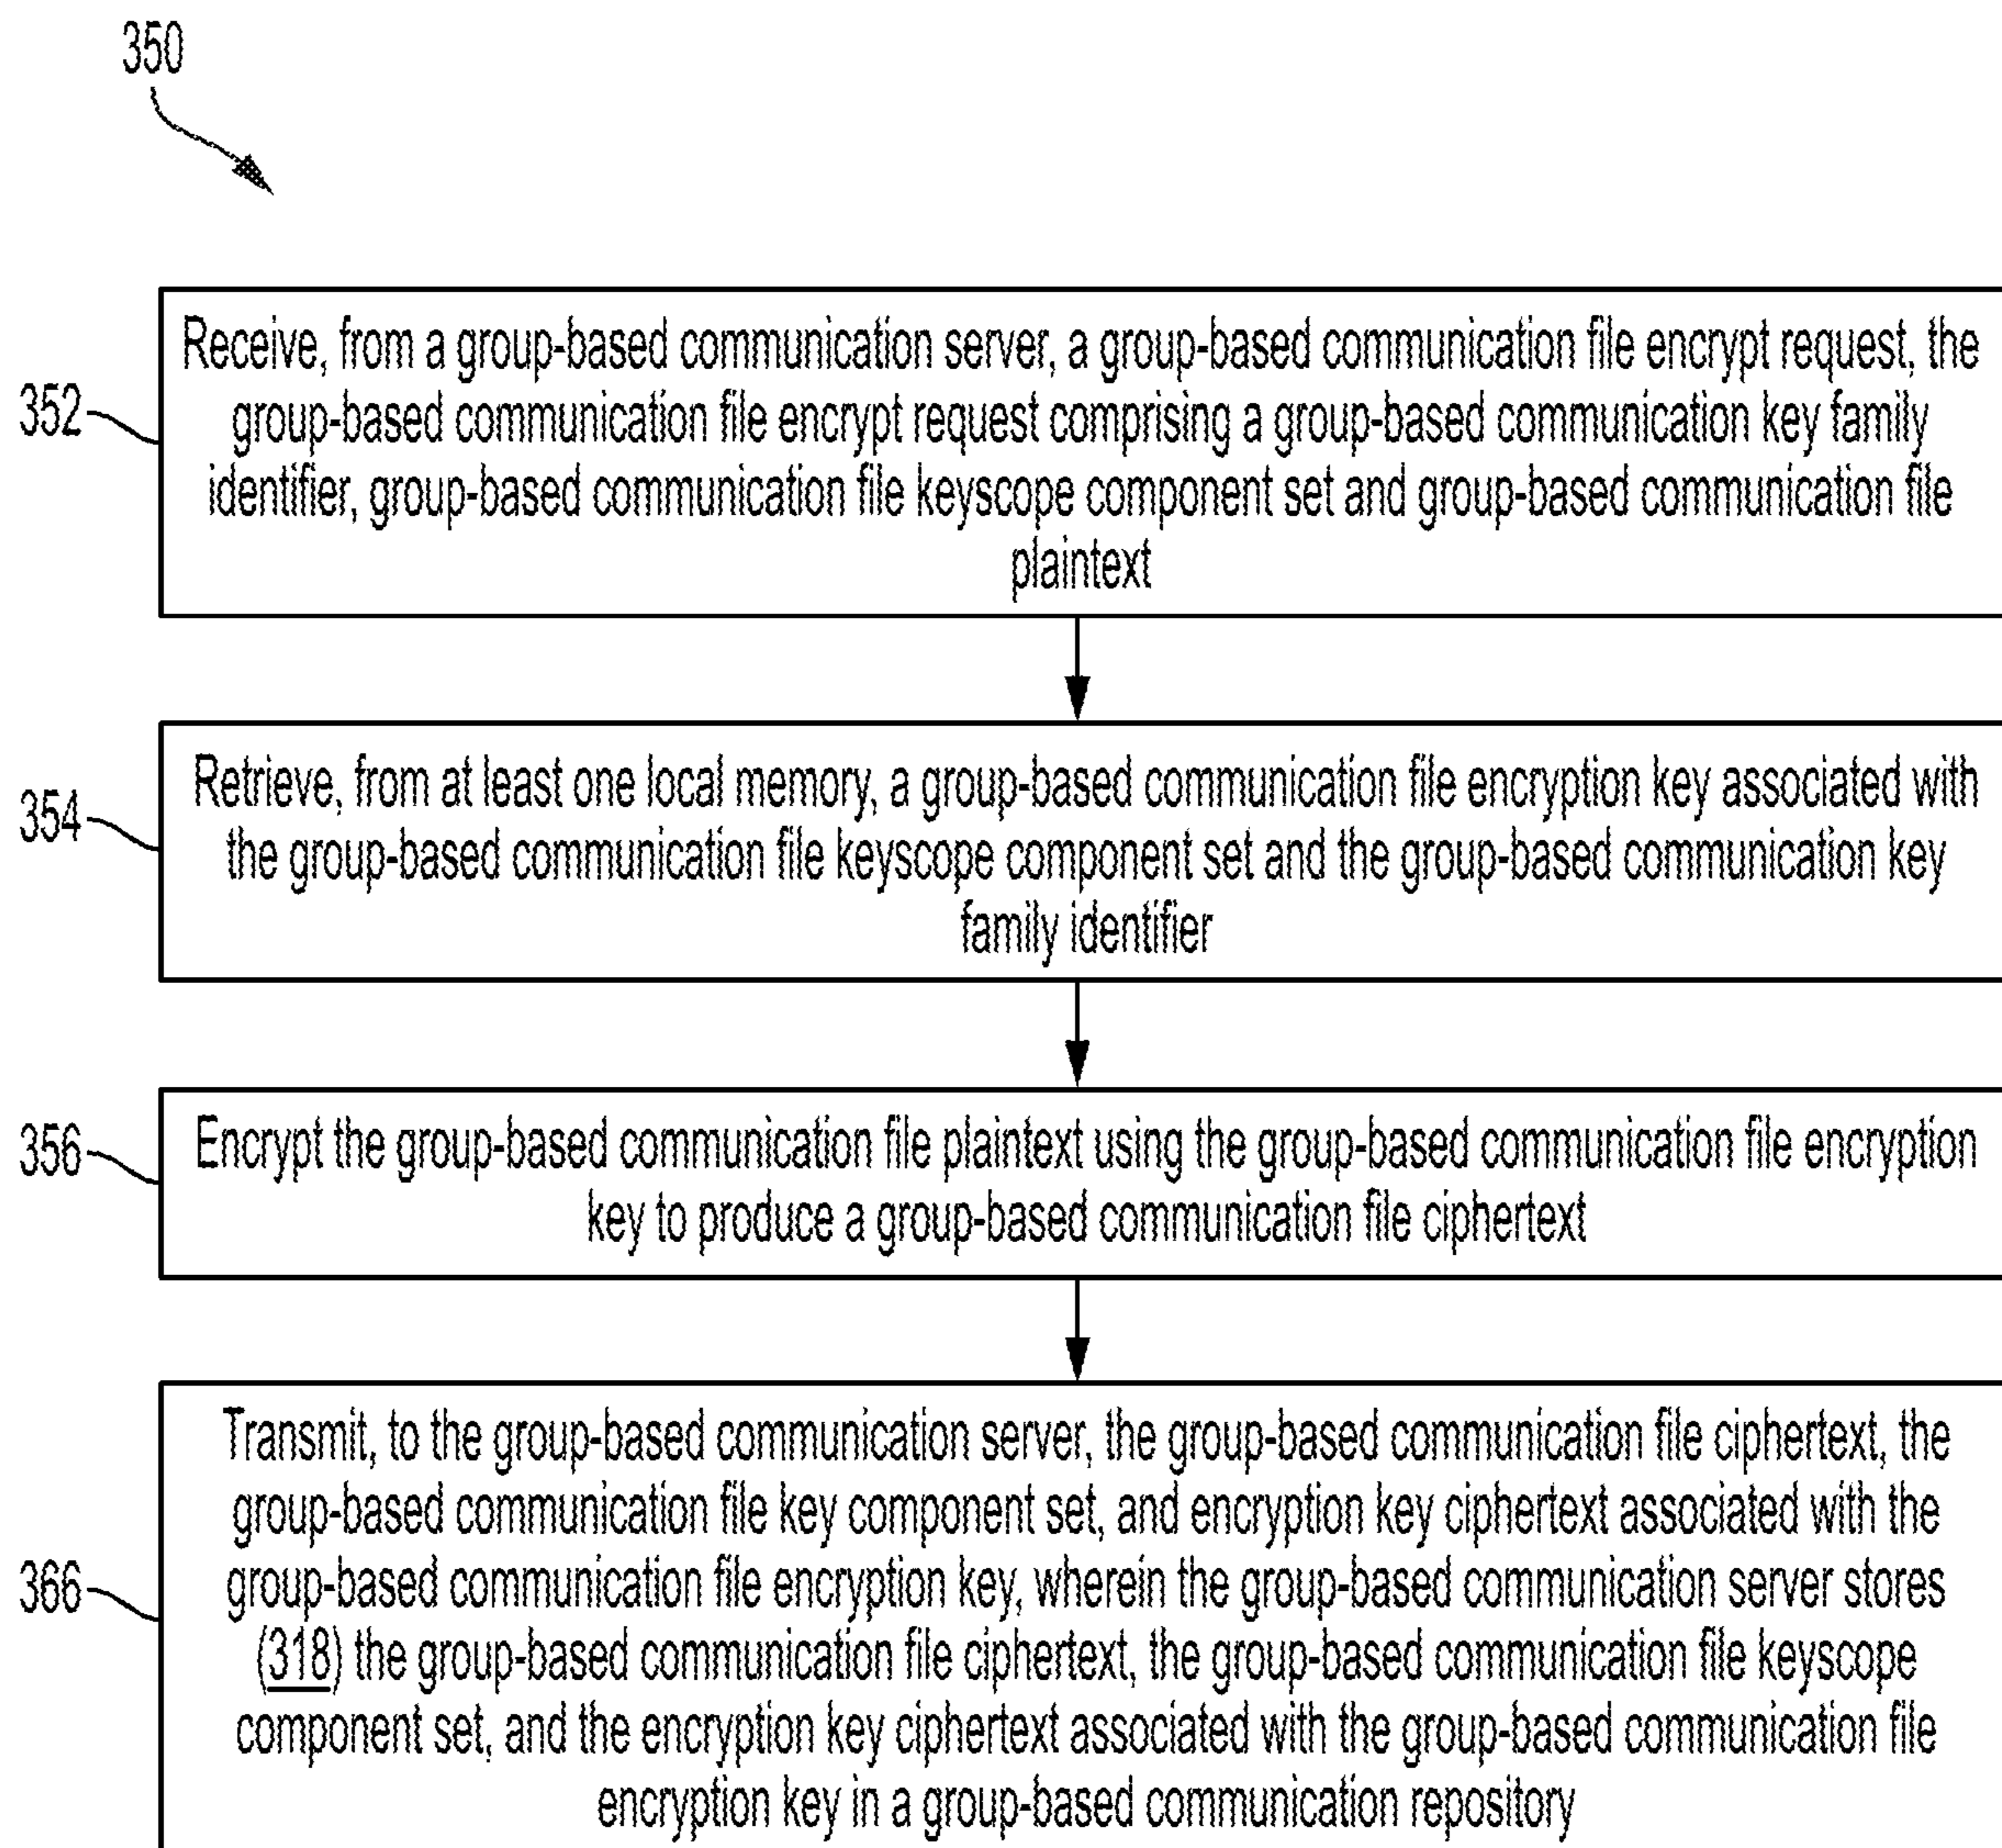 350
352
Receive, from a group-based communication server, a group-based communication file encrypt request, the
group-based communication file encrypt request comprising a group-based communication key family
identifier, group-based communication file keyscope component set and group-based communication file
plaintext
354
Retrieve, from at least one local memory, a group-based communication file encryption key associated with
the group-based communication file keyscope component set and the group-based communication key
family identifier
356
Encrypt the group-based communication file plaintext using the group-based communication file encryption
key to produce a group-based communication file ciphertext
366
Transmit, to the group-based communication server, the group-based communication file ciphertext, the
group-based communication file key component set, and encryption key ciphertext associated with the
group-based communication file encryption key, wherein the group-based communication server stores
(318) the group-based communication file ciphertext, the group-based communication file keyscope
component set, and the encryption key ciphertext associated with the group-based communication file
encryption key in a group-based communication repository